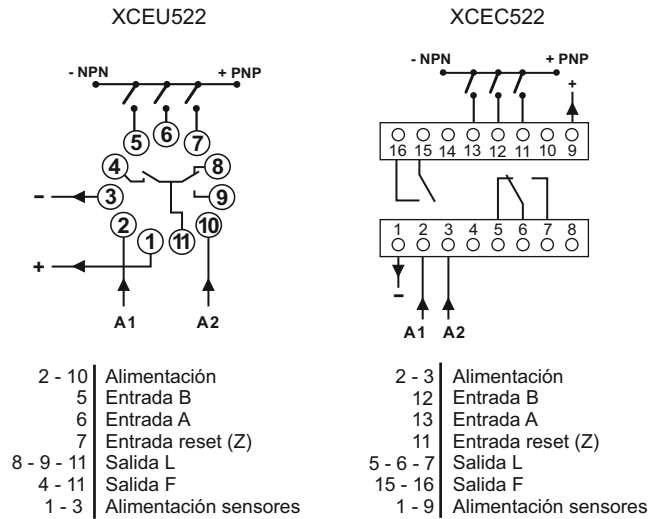 XCEU522
- NPN + PNP
5 6 7
4 8
- 3 9
2 1 11 10
+
A1 A2
2 - 10 Alimentación
5 Entrada B
6 Entrada A
7 Entrada reset (Z)
8 - 9 - 11 Salida L
4 - 11 Salida F
1 - 3 Alimentación sensores
XCEC522
- NPN + PNP
+
16 15 14 13 12 11 10 9
1 2 3 4 5 6 7 8
-
A1 A2
2 - 3 Alimentación
12 Entrada B
13 Entrada A
11 Entrada reset (Z)
5 - 6 - 7 Salida L
15 - 16 Salida F
1 - 9 Alimentación sensores